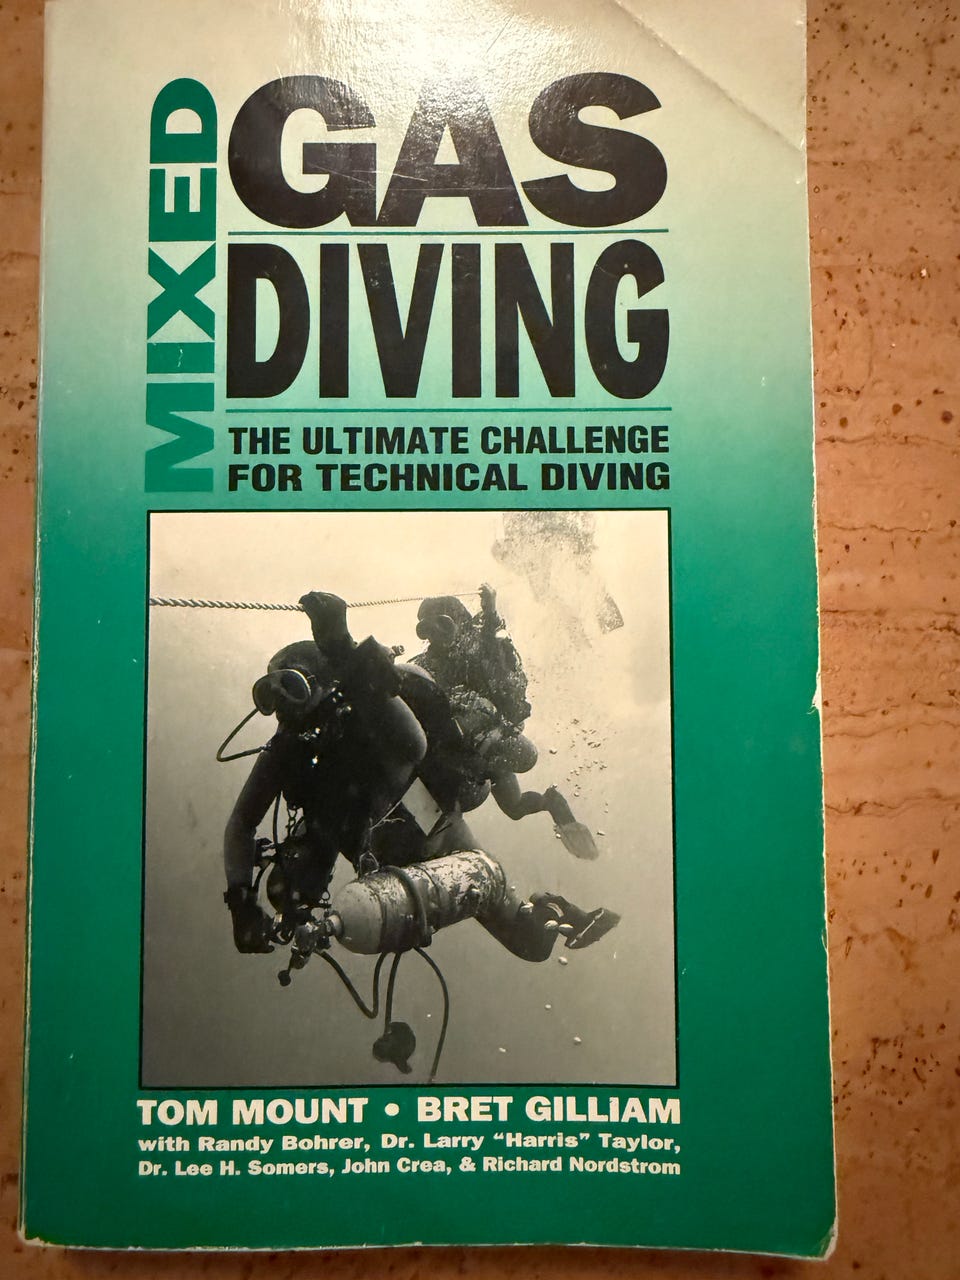 MIXED
GAS
DIVING
THE ULTIMATE CHALLENGE
FOR TECHNICAL DIVING
TOM MOUNT • BRET GILLIAM
with Randy Bohrer, Dr. Larry "Harris" Taylor,
Dr. Lee H. Somers, John Crea, & Richard Nordstrom